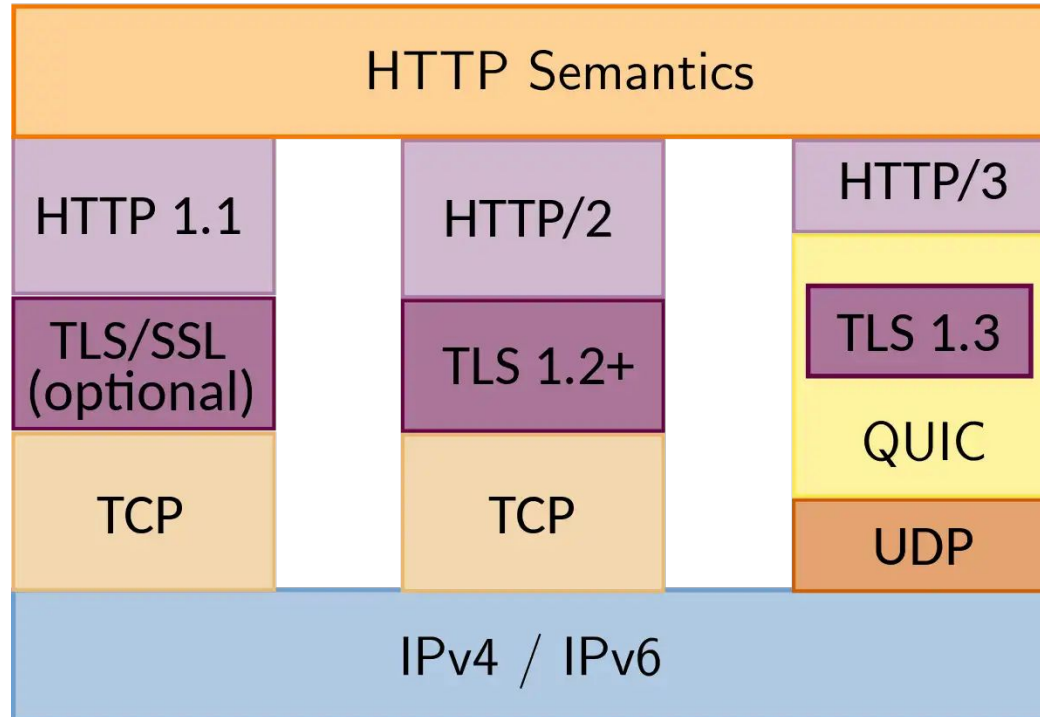 HTTP Semantics
HTTP 1.1
TLS/SSL
(optional)
TCP
HTTP/2
TLS 1.2+
TCP
HTTP/3
TLS 1.3
QUIC
UDP
IPv4 / IPv6